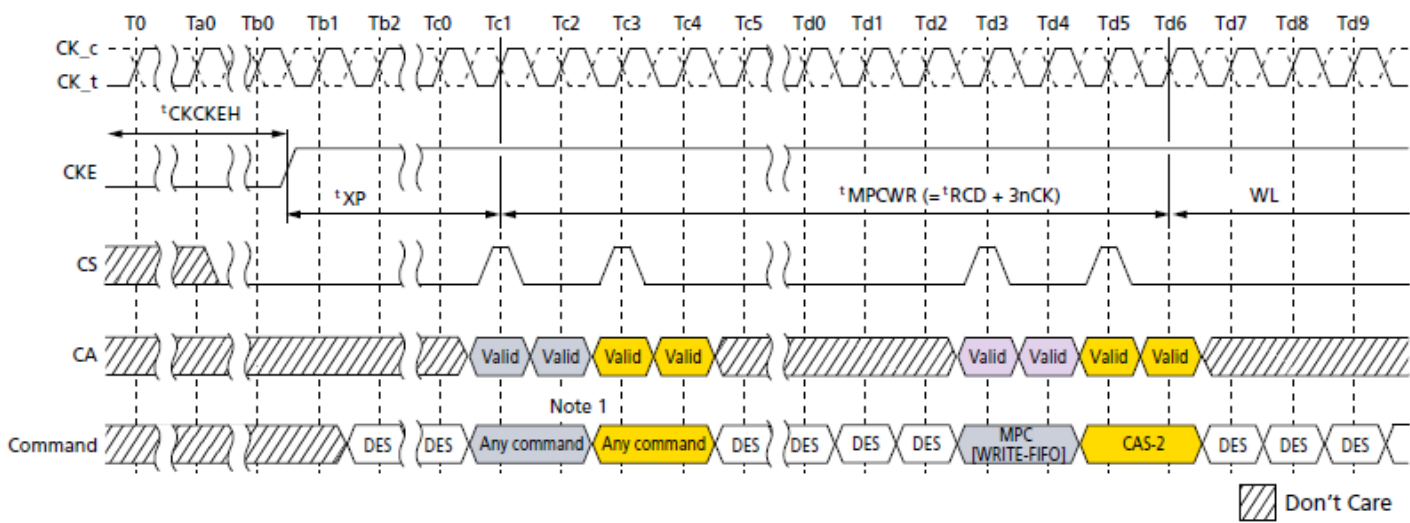 T0 Ta0 Tb0 Tb1 Tb2 Tc0 Tc1 Tc2 Tc3 Tc4 Tc5 Td0 Td1 Td2 Td3 Td4 Td5 Td6 Td7 Td8 Td9
CK_c
CK_t
tCKCKEH
CKE
tXP tMPCWR (=tRCD + 3nCK) WL
CS
CA Valid Valid Valid Valid Valid Valid Valid Valid
Note 1
Command DES DES Any command Any command DES DES DES DES MPC [WRITE-FIFO] CAS-2 DES DES DES
Don't Care